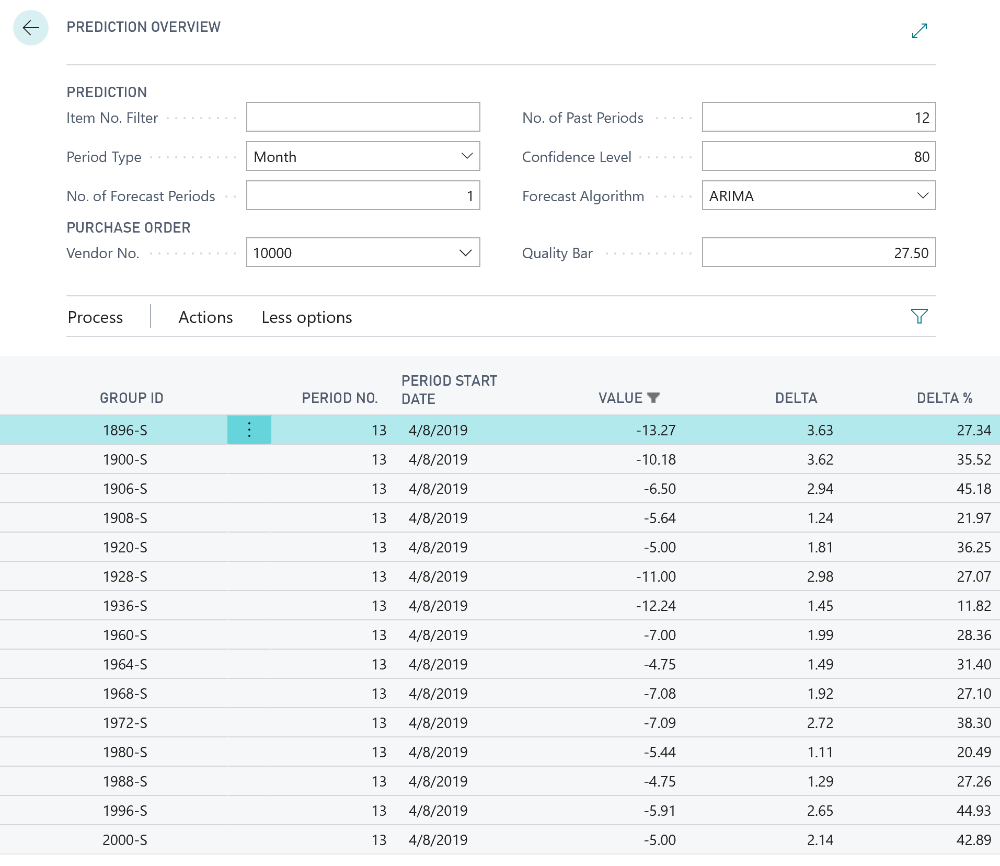 PREDICTION OVERVIEW
PREDICTION
Item No. Filter
No. of Past Periods 12
Period Type Month
Confidence Level 80
No. of Forecast Periods 1
Forecast Algorithm ARIMA
PURCHASE ORDER
Vendor No. 10000
Quality Bar 27.50
Process Actions Less options
GROUP ID PERIOD NO. PERIOD START DATE VALUE DELTA DELTA %
1896-S 13 4/8/2019 -13.27 3.63 27.34
1900-S 13 4/8/2019 -10.18 3.62 35.52
1906-S 13 4/8/2019 -6.50 2.94 45.18
1908-S 13 4/8/2019 -5.64 1.24 21.97
1920-S 13 4/8/2019 -5.00 1.81 36.25
1928-S 13 4/8/2019 -11.00 2.98 27.07
1936-S 13 4/8/2019 -12.24 1.45 11.82
1960-S 13 4/8/2019 -7.00 1.99 28.36
1964-S 13 4/8/2019 -4.75 1.49 31.40
1968-S 13 4/8/2019 -7.08 1.92 27.10
1972-S 13 4/8/2019 -7.09 2.72 38.30
1980-S 13 4/8/2019 -5.44 1.11 20.49
1988-S 13 4/8/2019 -4.75 1.29 27.26
1996-S 13 4/8/2019 -5.91 2.65 44.93
2000-S 13 4/8/2019 -5.00 2.14 42.89